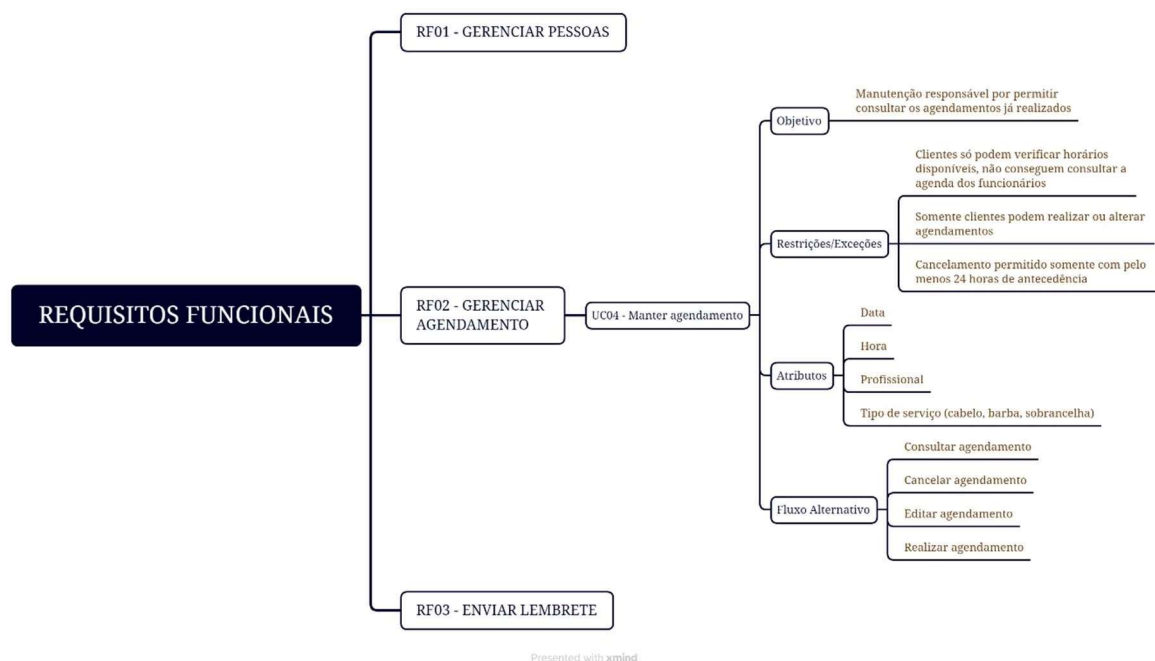 RF01 - GERENCIAR PESSOAS
Manutenção responsável por permitir
consultar os agendamentos já realizados
Objetivo
Clientes só podem verificar horários
disponíveis, não conseguem consultar a
agenda dos funcionários
Somente clientes podem realizar ou alterar
agendamentos
Restrições/Exceções
Cancelamento permitido somente com pelo
menos 24 horas de antecedência
REQUISITOS FUNCIONAIS
RF02 - GERENCIAR
AGENDAMENTO
UC04 - Manter agendamento
Data
Hora
Atributos
Profissional
Tipo de serviço (cabelo, barba, sobrancelha)
Consultar agendamento
Cancelar agendamento
Fluxo Alternativo
Editar agendamento
Realizar agendamento
RF03 - ENVIAR LEMBRETE
Presented with xmind